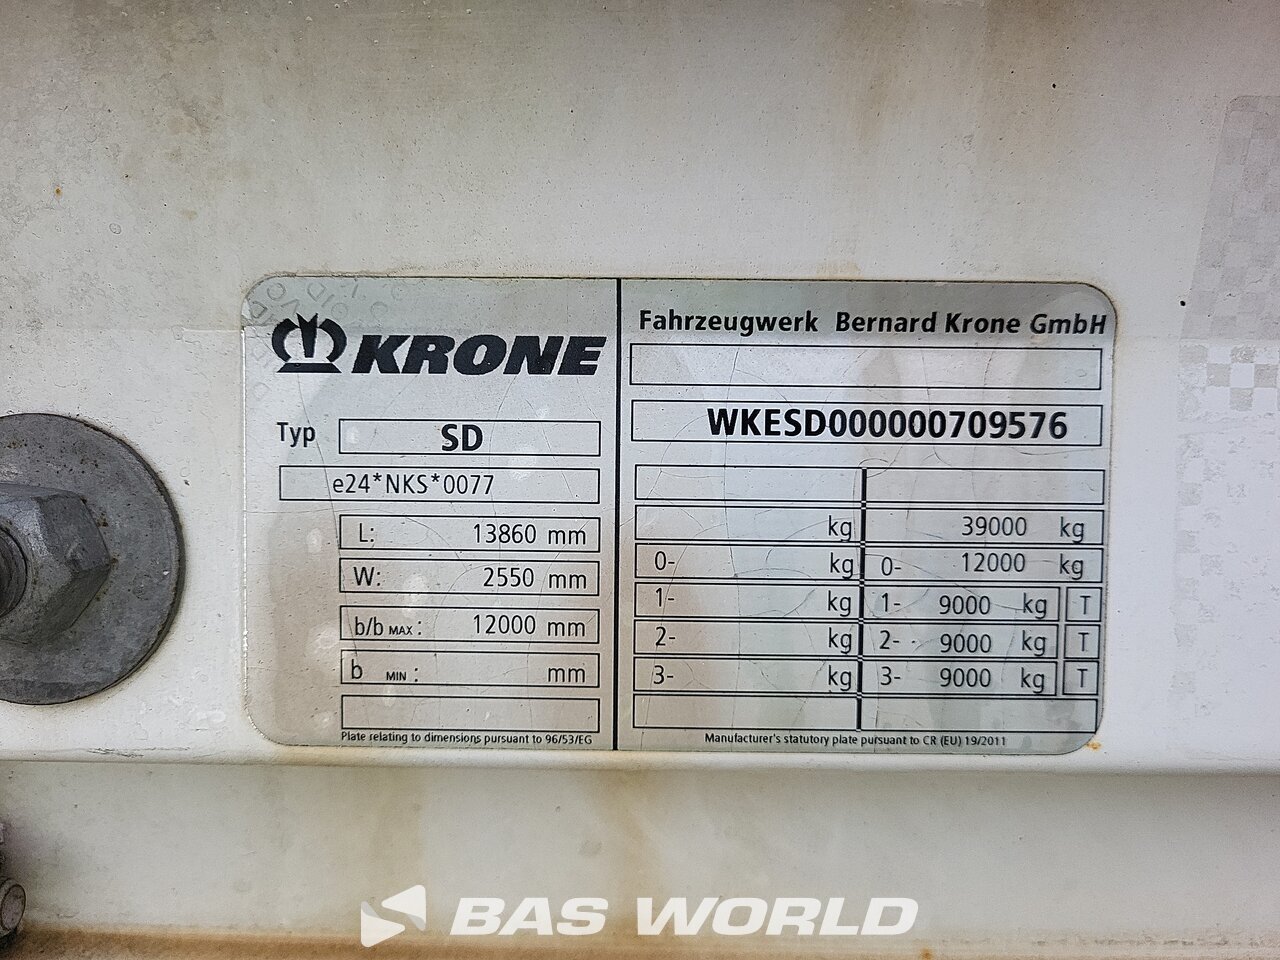 KRONE
Typ SD
e24*NKS*0077
L: 13860 mm
W: 2550 mm
b/b MAX : 12000 mm
b MIN : mm
Plate relating to dimensions pursuant to 96/53/EG
Fahrzeugwerk Bernard Krone GmbH
WKESD000000709576
kg 39000 kg
0- kg 0- 12000 kg
1- kg 1- 9000 kg T
2- kg 2- 9000 kg T
3- kg 3- 9000 kg T
Manufacturer's statutory plate pursuant to CR (EU) 19/2011
BAS WORLD